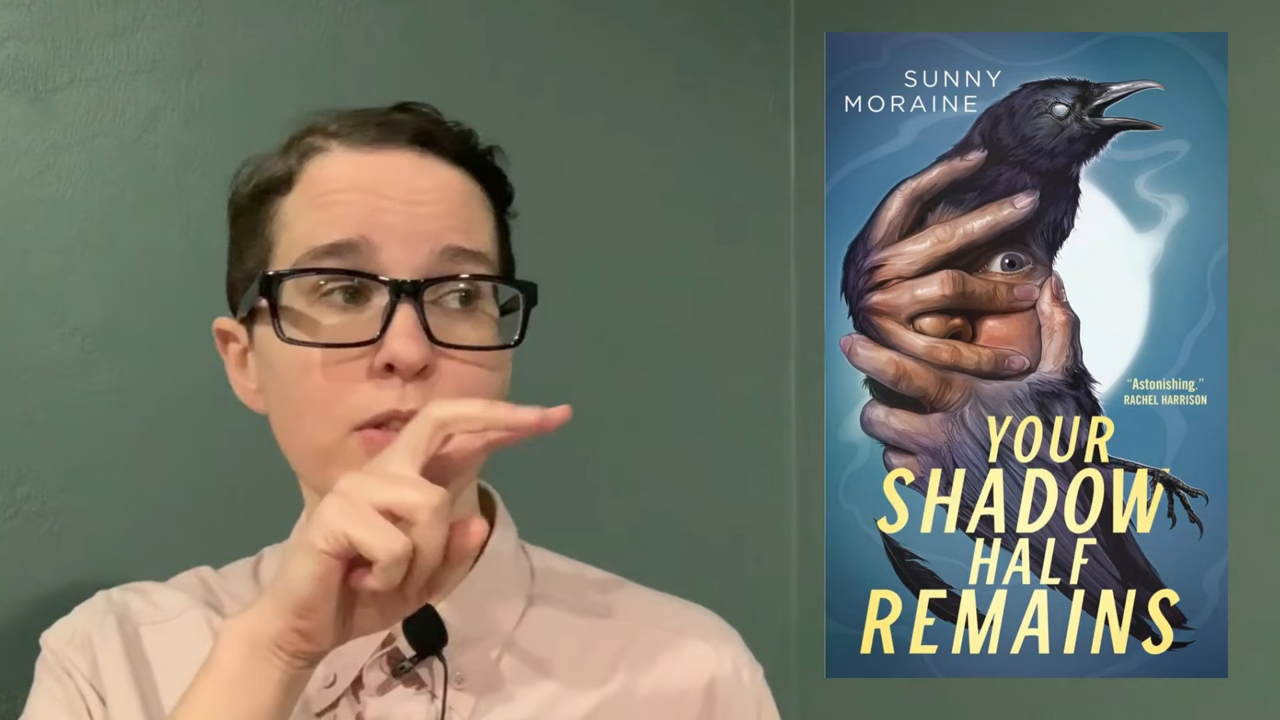 SUNNY
MORAINE
“Astonishing.”
RACHEL HARRISON
YOUR
SHADOW
HALF
REMAINS